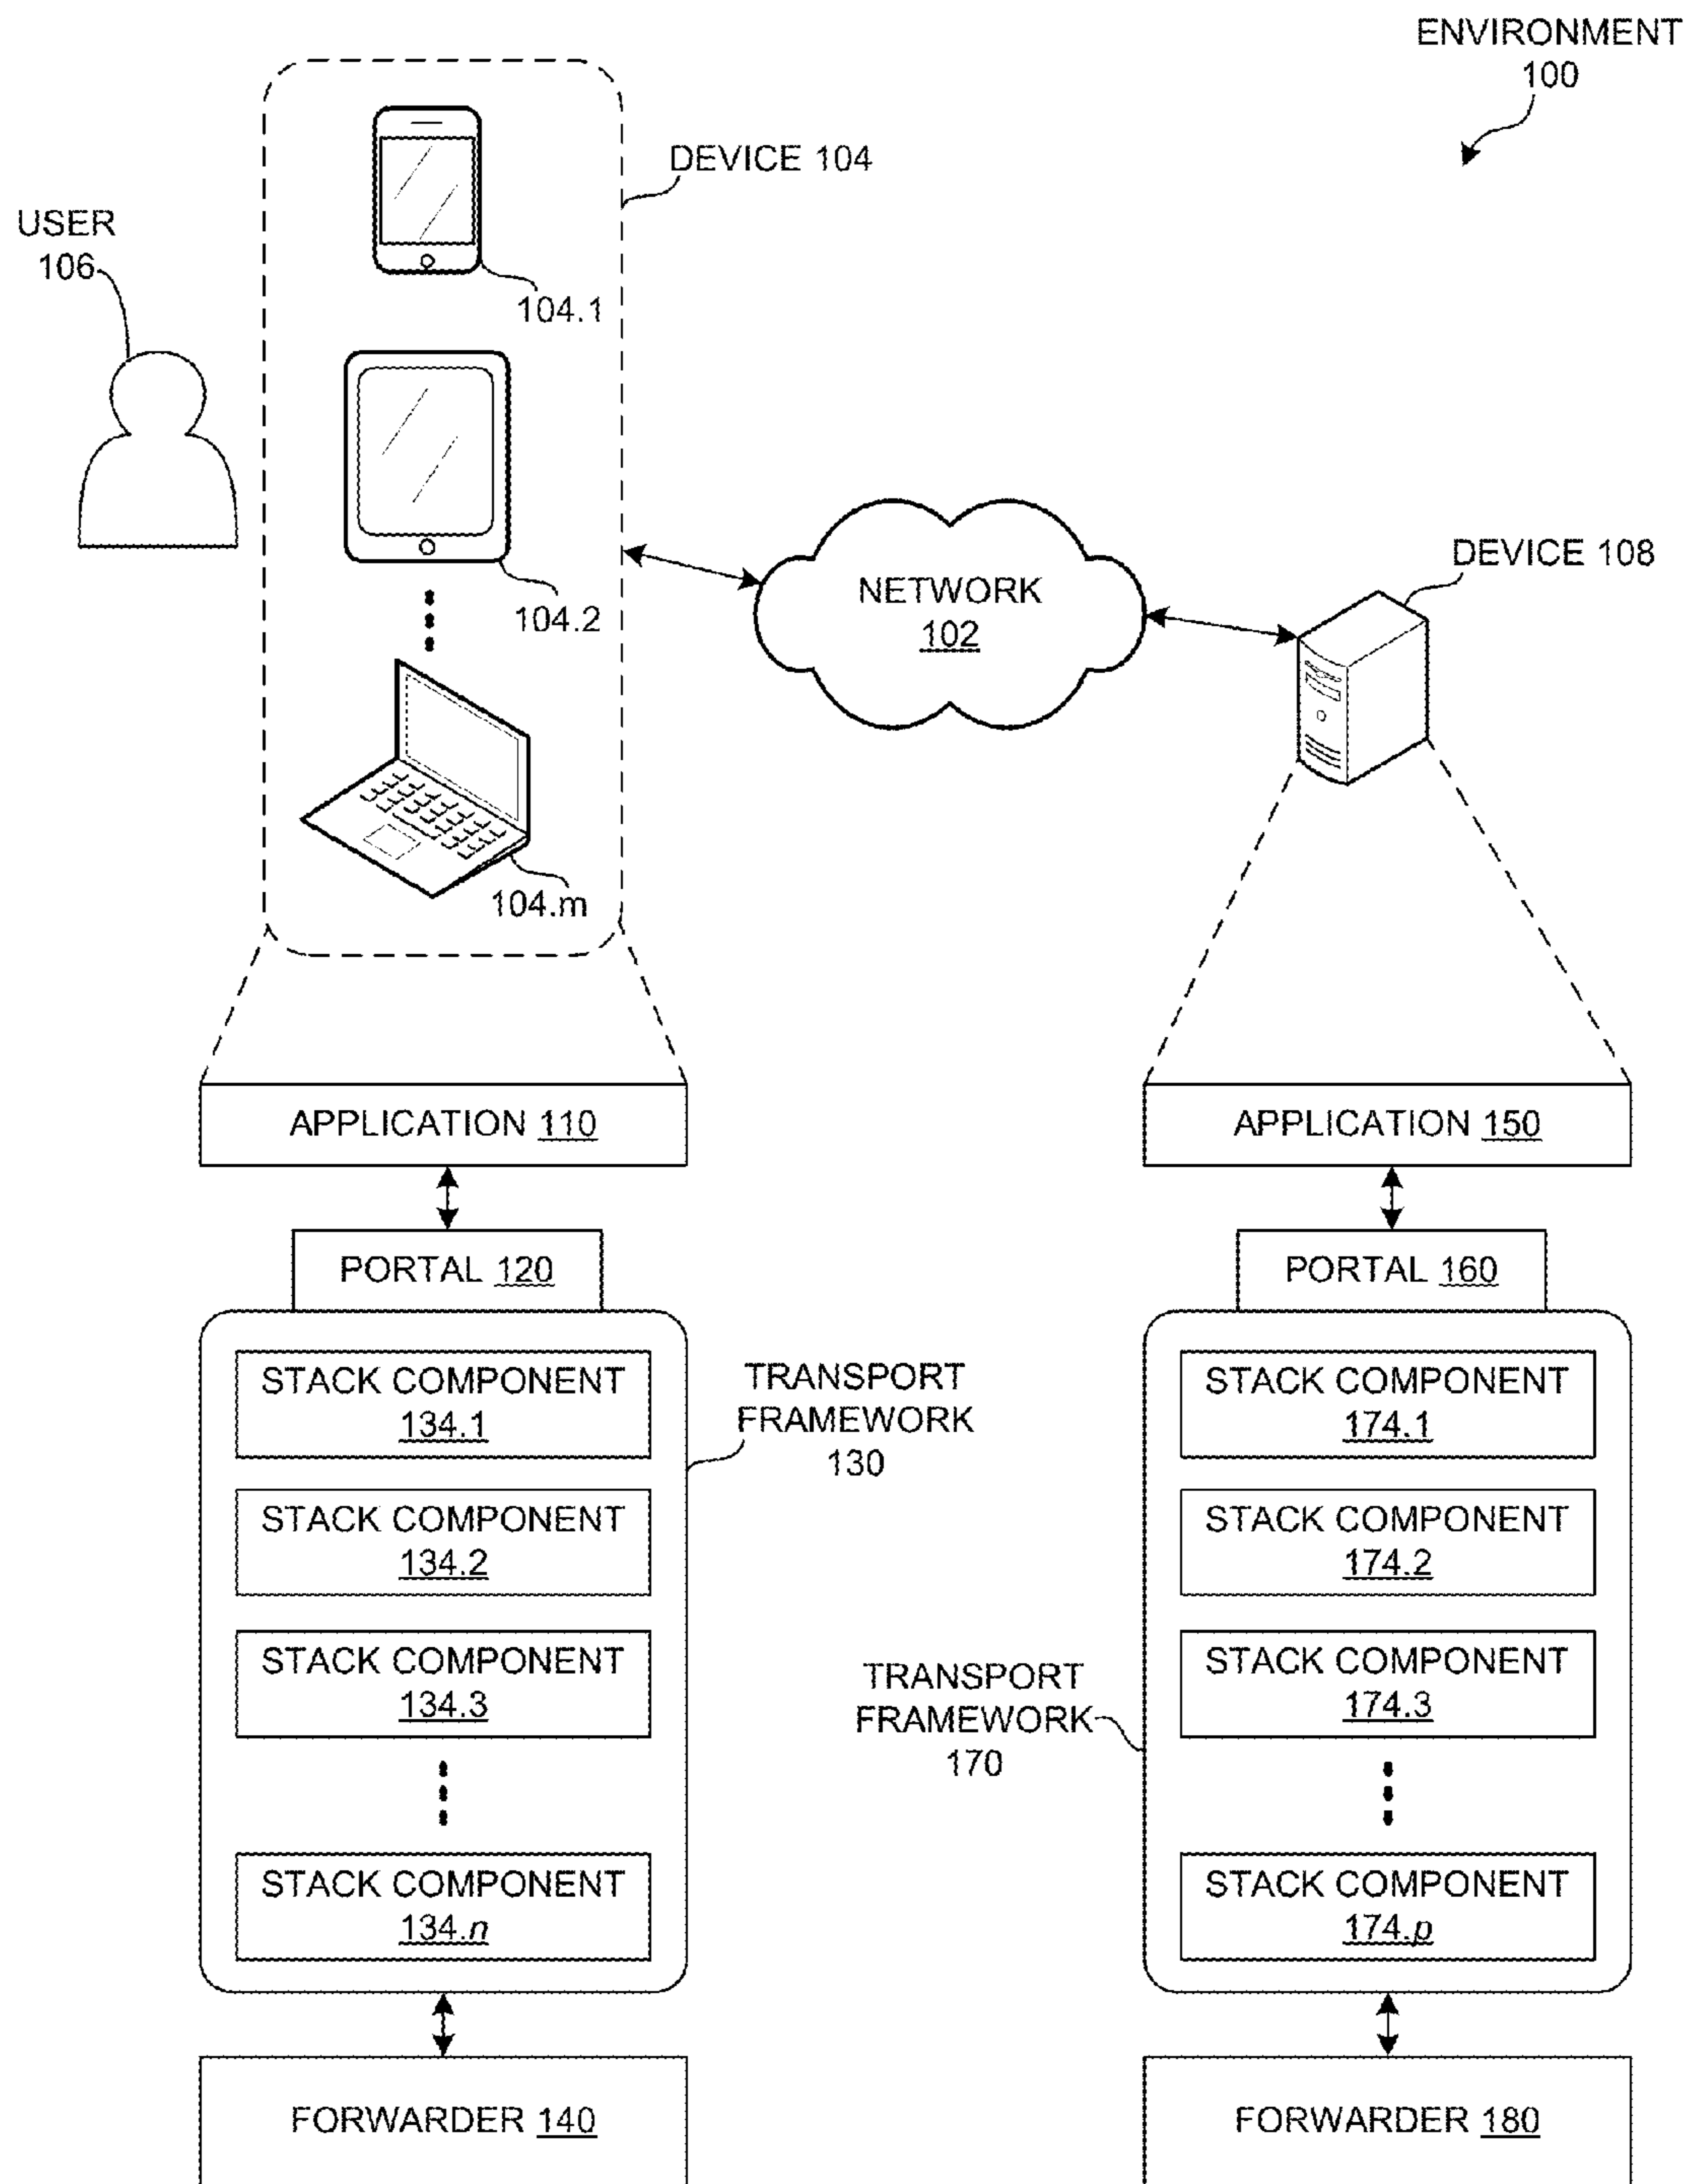 ENVIRONMENT
100
DEVICE 104
USER
106
104.1
104.2
104.m
NETWORK
102
DEVICE 108
APPLICATION 110
PORTAL 120
STACK COMPONENT
134.1
STACK COMPONENT
134.2
STACK COMPONENT
134.3
STACK COMPONENT
134.n
TRANSPORT
FRAMEWORK
130
FORWARDER 140
APPLICATION 150
PORTAL 160
STACK COMPONENT
174.1
STACK COMPONENT
174.2
STACK COMPONENT
174.3
STACK COMPONENT
174.p
TRANSPORT
FRAMEWORK
170
FORWARDER 180